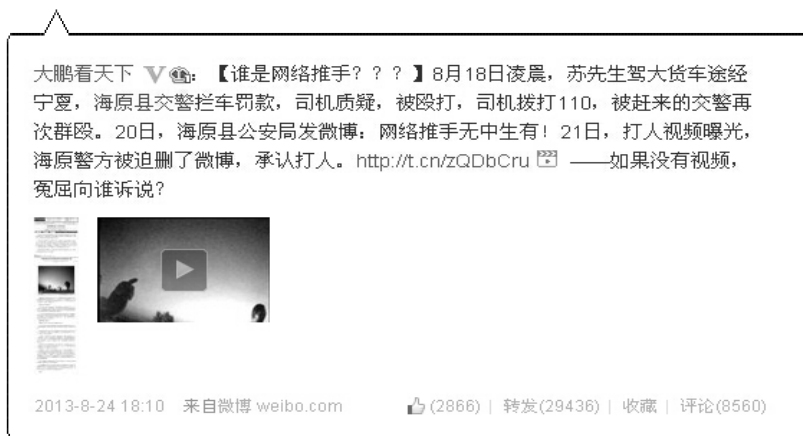 大鹏看天下 V：【谁是网络推手？？？】8月18日凌晨，苏先生驾大货车途经
宁夏，海原县交警拦车罚款，司机质疑，被殴打，司机拨打110，被赶来的交警再
次群殴。20日，海原县公安局发微博：网络推手无中生有！21日，打人视频曝光，
海原警方被迫删了微博，承认打人。http://t.cn/zQDbCru ——如果没有视频，
冤屈向谁诉说？
2013-8-24 18:10 来自微博 weibo.com (2866) | 转发(29436) | 收藏 | 评论(8560)